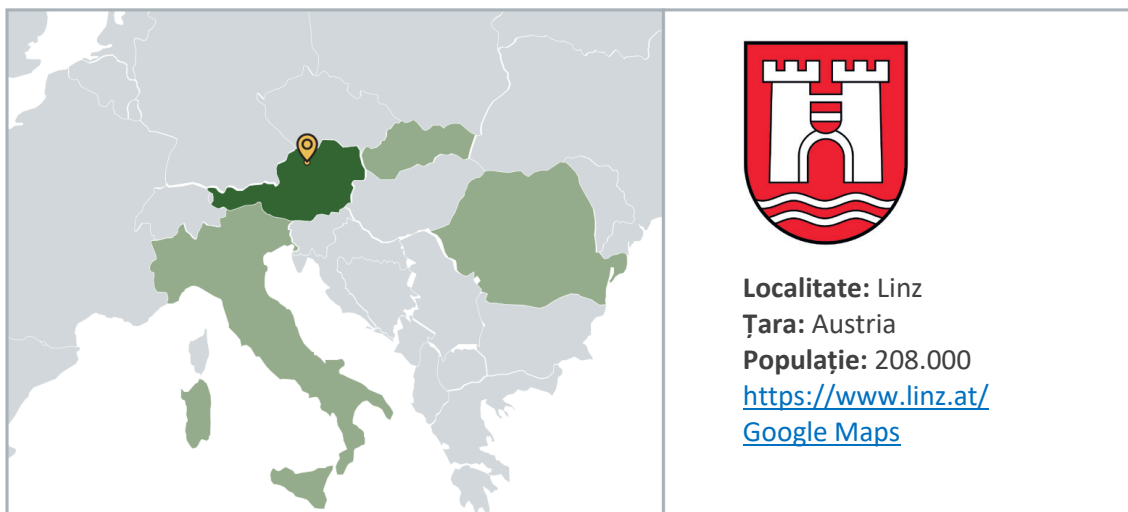 Localitate: Linz
Țara: Austria
Populație: 208.000
https://www.linz.at/
Google Maps